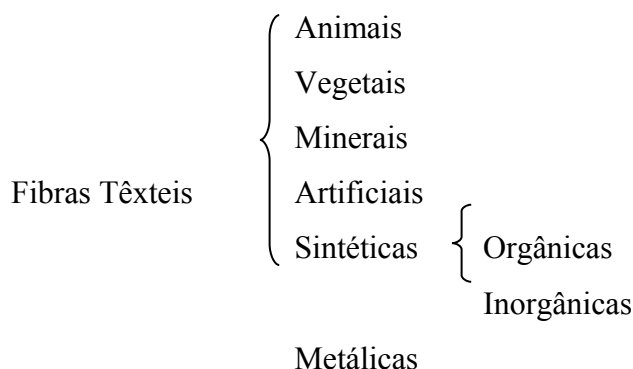 Animais
Vegetais
Minerais
Fibras Têxteis
Artificiais
Sintéticas
Orgânicas
Inorgânicas
Metálicas